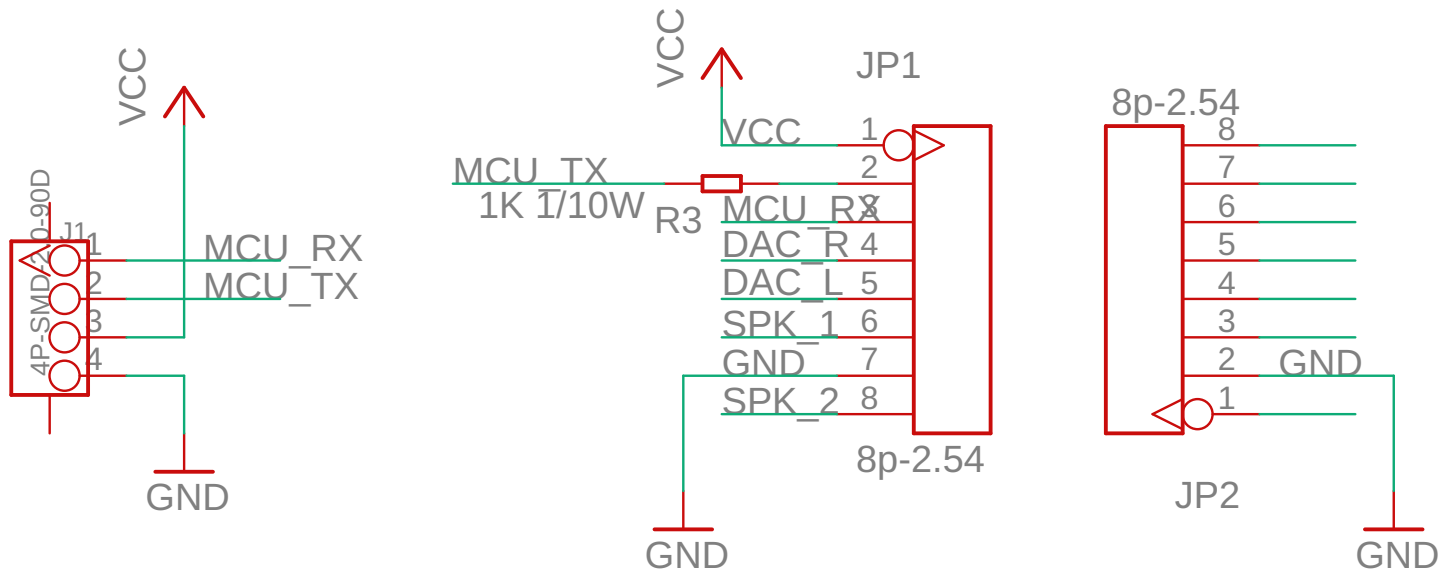 VCC
J1
4P-SMD-2.0-90D
1
MCU_RX
2
MCU_TX
3
4
GND
VCC
JP1
VCC 1
MCU_TX 2
1K 1/10W R3
MCU_RX 3
DAC_R 4
DAC_L 5
SPK_1 6
GND 7
SPK_2 8
8p-2.54
GND
8p-2.54
8
7
6
5
4
3
2 GND
1
JP2
GND